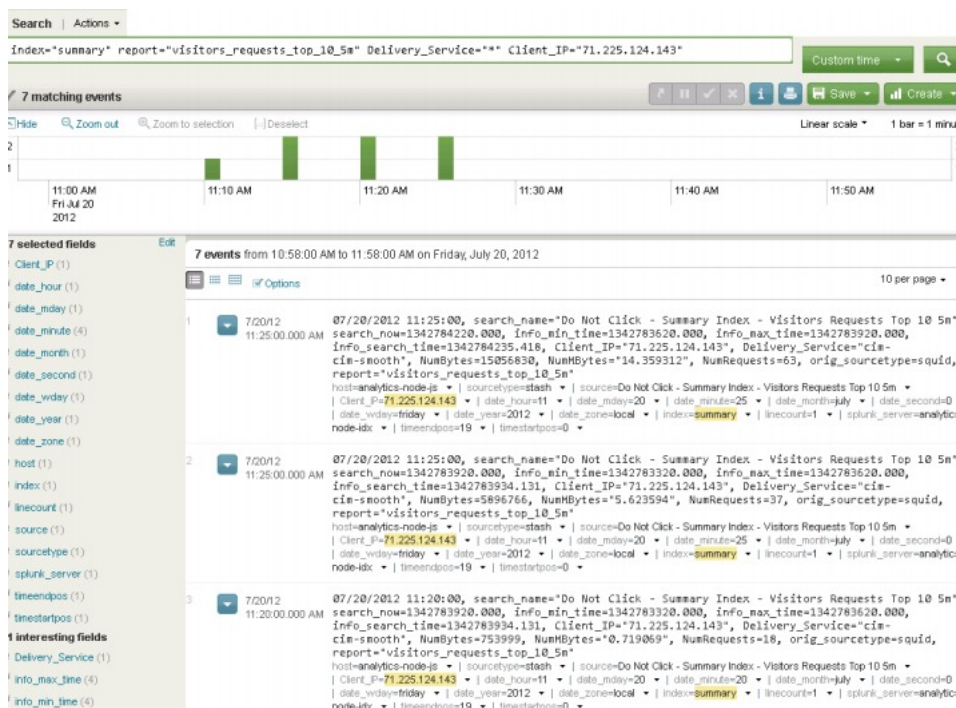 Search | Actions
index="summary" report="visitors_requests_top_10_5m" Delivery_Service="*" Client_IP="71.225.124.143"
Custom time
7 matching events
Save
Create
Hide Zoom out Zoom to selection [--] Deselect
Linear scale 1 bar = 1 minu
2
1
11:00 AM 11:10 AM 11:20 AM 11:30 AM 11:40 AM 11:50 AM
Fri Jul 20
2012
7 selected fields Edit
Client_IP (1)
date_hour (1)
date_mday (1)
date_minute (4)
date_month (1)
date_second (1)
date_wday (1)
date_year (1)
date_zone (1)
host (1)
index (1)
linecount (1)
source (1)
sourcetype (1)
splunk_server (1)
timeendpos (1)
timestartpos (1)
1 interesting fields
Delivery_Service (1)
info_max_time (4)
info_min_time (4)
7 events from 10:58:00 AM to 11:58:00 AM on Friday, July 20, 2012
Options
10 per page
1
7/20/12
11:25:00.000 AM
07/20/2012 11:25:00, search_name="Do Not Click - Summary Index - Visitors Requests Top 10 5m"
search_now=1342784220.000, info_min_time=1342783620.000, info_max_time=1342783920.000,
info_search_time=1342784235.418, Client_IP="71.225.124.143", Delivery_Service="cim-
cim-smooth", NumBytes=15056830, NumMBytes="14.359312", NumRequests=63, orig_sourcetype=squid,
report="visitors_requests_top_10_5m"
host=analytics-node-js | sourcetype=stash | source=Do Not Click - Summary Index - Visitors Requests Top 10 5m
| Client_IP=71.225.124.143 | date_hour=11 | date_mday=20 | date_minute=25 | date_month=july | date_second=0
| date_wday=friday | date_year=2012 | date_zone=local | index=summary | linecount=1 | splunk_server=analytic
node-idx | timeendpos=19 | timestartpos=0
2
7/20/12
11:25:00.000 AM
07/20/2012 11:25:00, search_name="Do Not Click - Summary Index - Visitors Requests Top 10 5m"
search_now=1342783920.000, info_min_time=1342783320.000, info_max_time=1342783620.000,
info_search_time=1342783934.131, Client_IP="71.225.124.143", Delivery_Service="cim-
cim-smooth", NumBytes=5896766, NumMBytes="5.623594", NumRequests=37, orig_sourcetype=squid,
report="visitors_requests_top_10_5m"
host=analytics-node-js | sourcetype=stash | source=Do Not Click - Summary Index - Visitors Requests Top 10 5m
| Client_IP=71.225.124.143 | date_hour=11 | date_mday=20 | date_minute=25 | date_month=july | date_second=0
| date_wday=friday | date_year=2012 | date_zone=local | index=summary | linecount=1 | splunk_server=analytic
node-idx | timeendpos=19 | timestartpos=0
3
7/20/12
11:20:00.000 AM
07/20/2012 11:20:00, search_name="Do Not Click - Summary Index - Visitors Requests Top 10 5m"
search_now=1342783920.000, info_min_time=1342783320.000, info_max_time=1342783620.000,
info_search_time=1342783934.131, Client_IP="71.225.124.143", Delivery_Service="cim-
cim-smooth", NumBytes=753999, NumMBytes="0.719069", NumRequests=18, orig_sourcetype=squid,
report="visitors_requests_top_10_5m"
host=analytics-node-js | sourcetype=stash | source=Do Not Click - Summary Index - Visitors Requests Top 10 5m
| Client_IP=71.225.124.143 | date_hour=11 | date_mday=20 | date_minute=20 | date_month=july | date_second=0
| date_wday=friday | date_year=2012 | date_zone=local | index=summary | linecount=1 | splunk_server=analytic
node-idx | timeendpos=19 | timestartpos=0